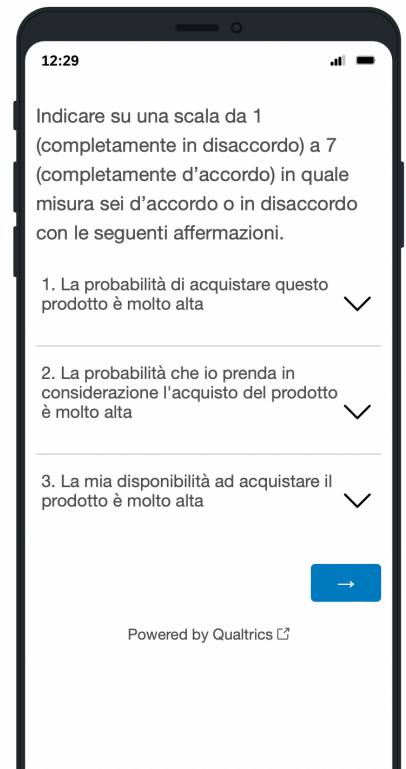 12:29
Indicare su una scala da 1
(completamente in disaccordo) a 7
(completamente d’accordo) in quale
misura sei d’accordo o in disaccordo
con le seguenti affermazioni.
1. La probabilità di acquistare questo
prodotto è molto alta
2. La probabilità che io prenda in
considerazione l'acquisto del prodotto
è molto alta
3. La mia disponibilità ad acquistare il
prodotto è molto alta
→
Powered by Qualtrics